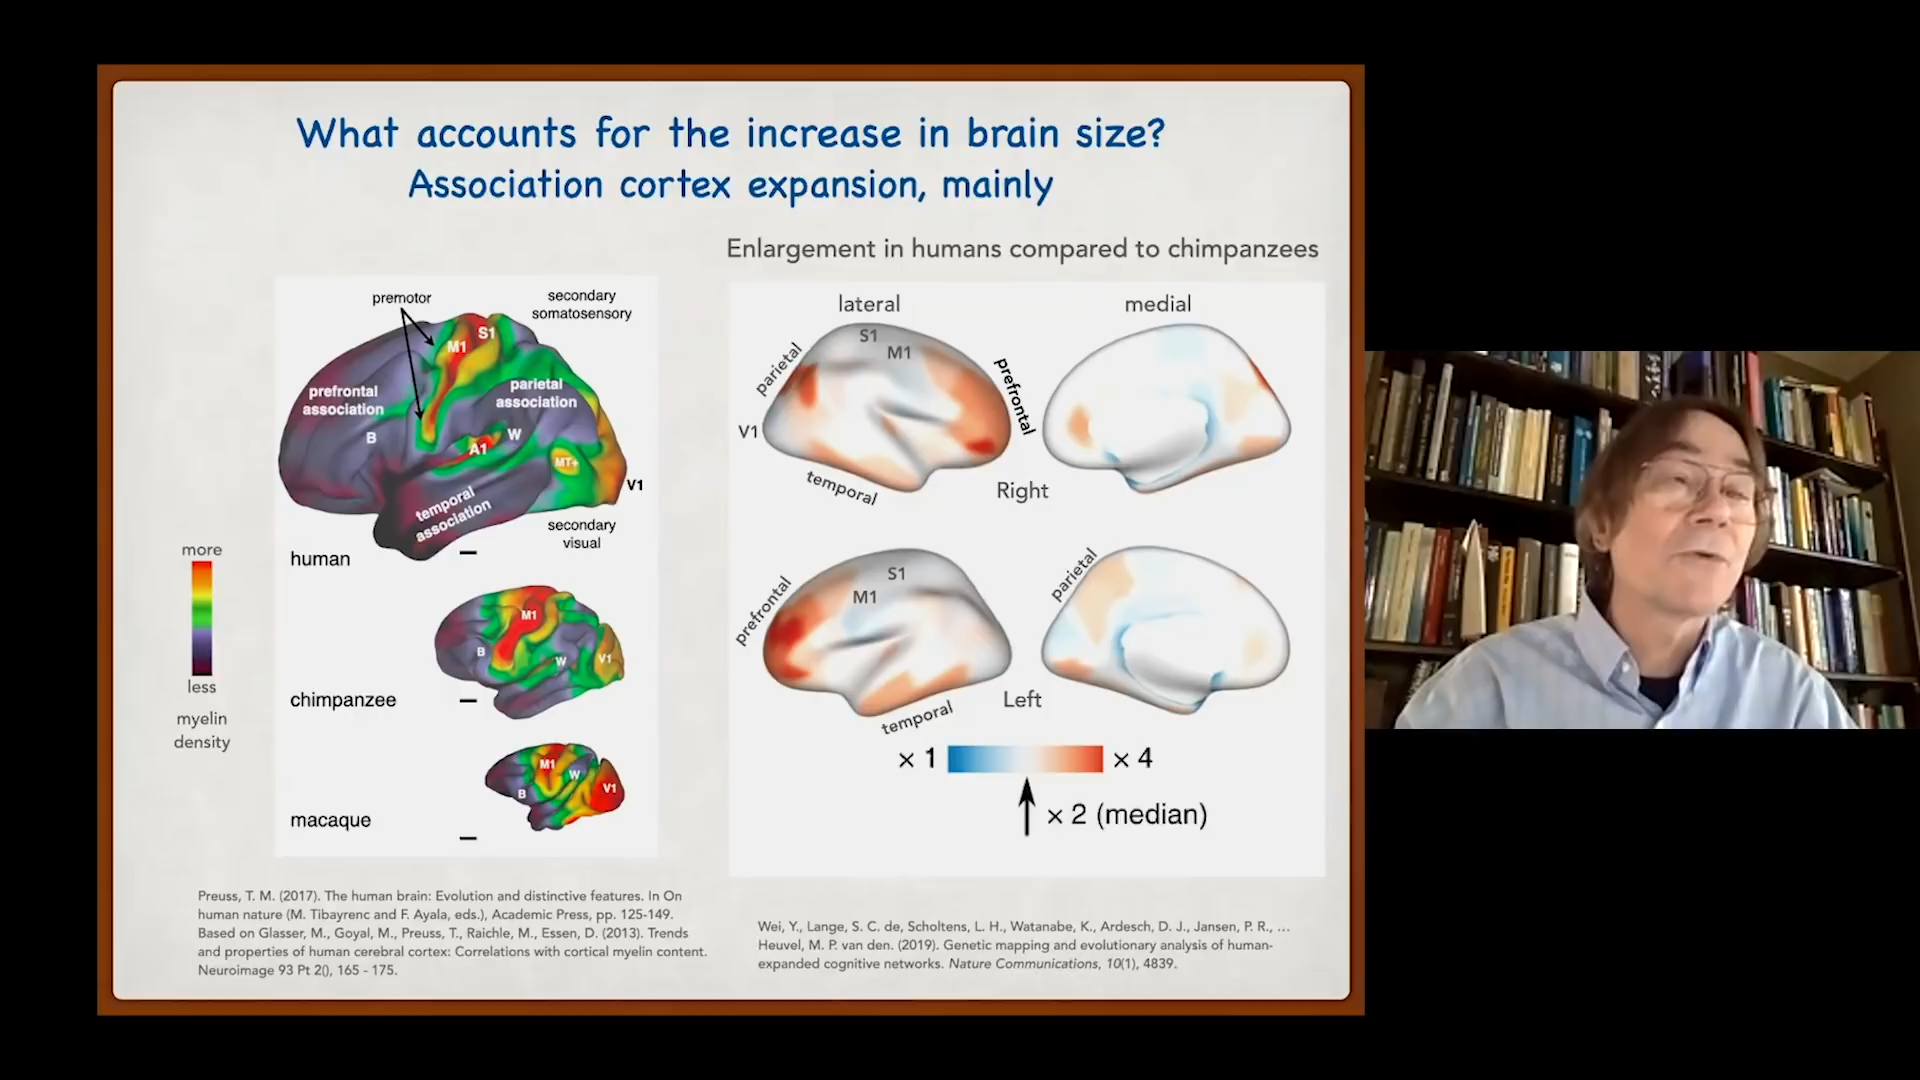 What accounts for the increase in brain size?
Association cortex expansion, mainly
Enlargement in humans compared to chimpanzees
premotor
secondary
somatosensory
S1
M1
prefrontal
association
parietal
association
B
W
A1
MT+
V1
temporal
association
secondary
visual
human
more
less
myelin
density
M1
B
W
V1
chimpanzee
M1
W
B
V1
macaque
lateral
medial
S1
M1
parietal
prefrontal
V1
temporal
Right
S1
M1
prefrontal
parietal
temporal
Left
× 1
× 4
× 2 (median)
Preuss, T. M. (2017). The human brain: Evolution and distinctive features. In On
human nature (M. Tibayrenc and F. Ayala, eds.), Academic Press, pp. 125-149.
Based on Glasser, M., Goyal, M., Preuss, T., Raichle, M., Essen, D. (2013). Trends
and properties of human cerebral cortex: Correlations with cortical myelin content.
Neuroimage 93 Pt 2(), 165 - 175.
Wei, Y., Lange, S. C. de, Scholtens, L. H., Watanabe, K., Ardesch, D. J., Jansen, P. R., ...
Heuvel, M. P. van den. (2019). Genetic mapping and evolutionary analysis of human-
expanded cognitive networks. Nature Communications, 10(1), 4839.